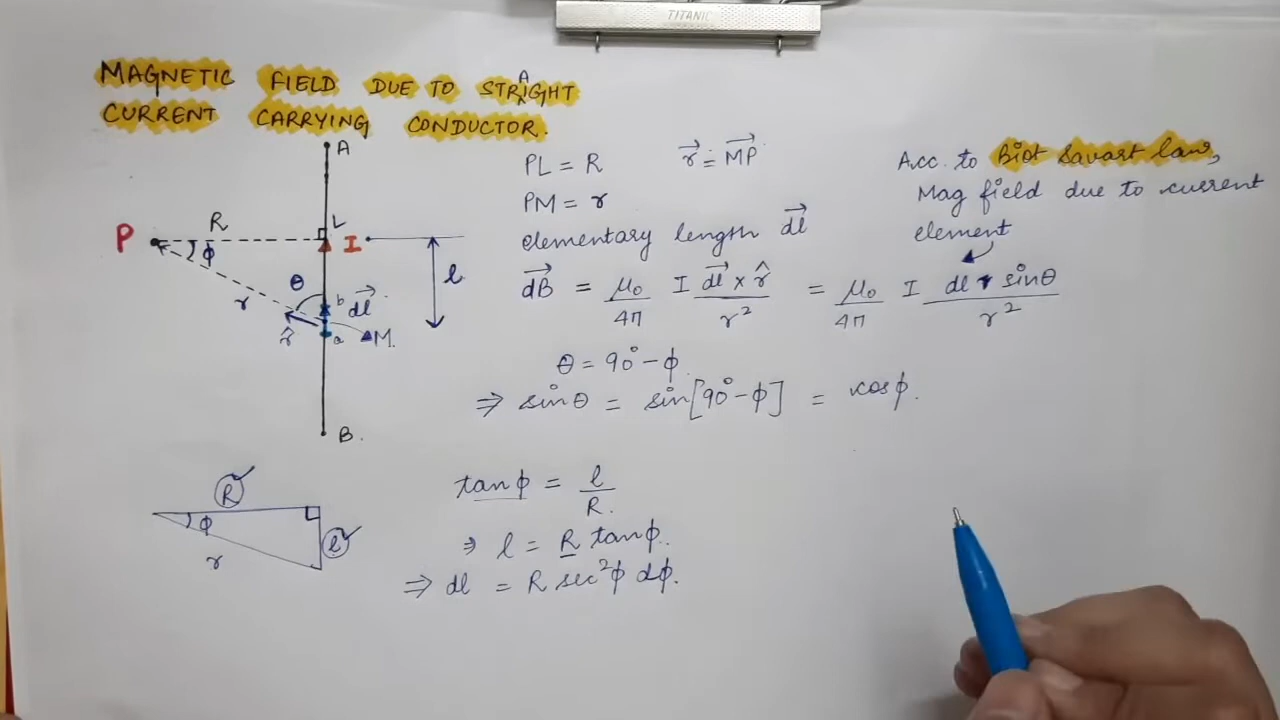 TITANIC
MAGNETIC FIELD DUE TO STRAIGHT
CURRENT CARRYING CONDUCTOR.
A
P
R
L
I
ϕ
θ
r
r̂
b
dl⃗
a
M.
l
B.
PL = R
r⃗ = MP⃗
PM = r
elementary length dl⃗
dB⃗ = μ₀/4π I dl⃗ × r̂/r² = μ₀/4π I dl sinθ/r²
Acc. to Biot Savart law,
Mag field due to current
element
θ = 90° - ϕ.
⇒ sinθ = sin[90° - ϕ] = cosϕ.
R
ϕ
l
r
tanϕ = l/R.
⇒ l = R tanϕ.
⇒ dl = R sec²ϕ dϕ.